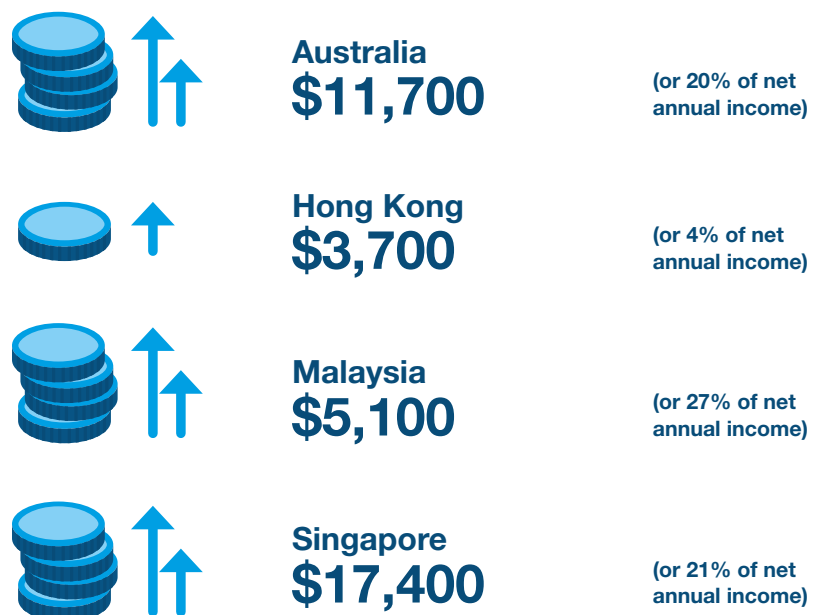 Australia
$11,700
(or 20% of net
annual income)
Hong Kong
$3,700
(or 4% of net
annual income)
Malaysia
$5,100
(or 27% of net
annual income)
Singapore
$17,400
(or 21% of net
annual income)